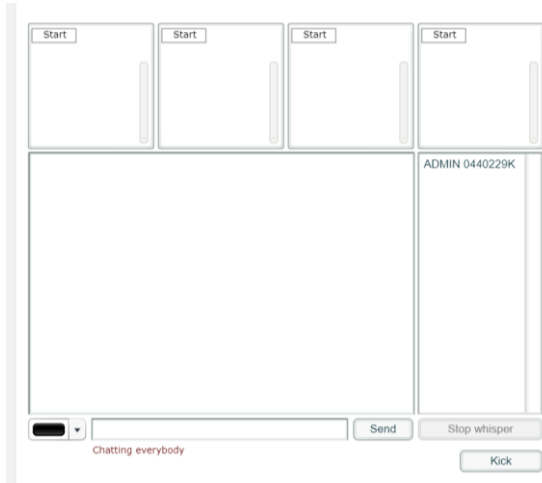 Start
Start
Start
Start
ADMIN 0440229K
Send
Stop whisper
Chatting everybody
Kick